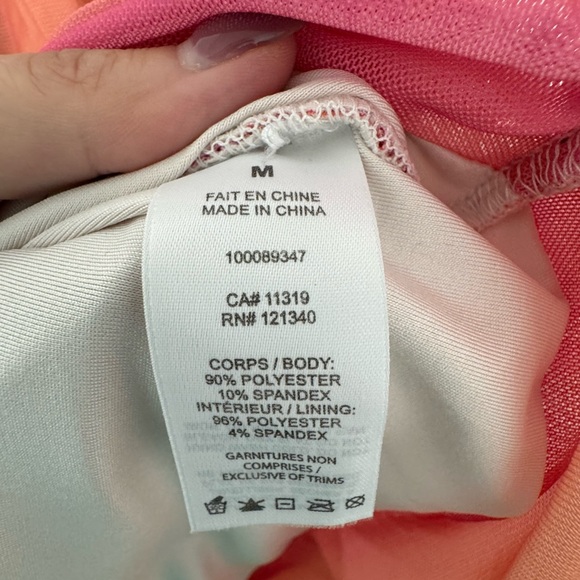 M
FAIT EN CHINE
MADE IN CHINA
100089347
CA# 11319
RN# 121340
CORPS / BODY:
90% POLYESTER
10% SPANDEX
INTÉRIEUR / LINING:
96% POLYESTER
4% SPANDEX
GARNITURES NON
COMPRISES /
EXCLUSIVE OF TRIMS